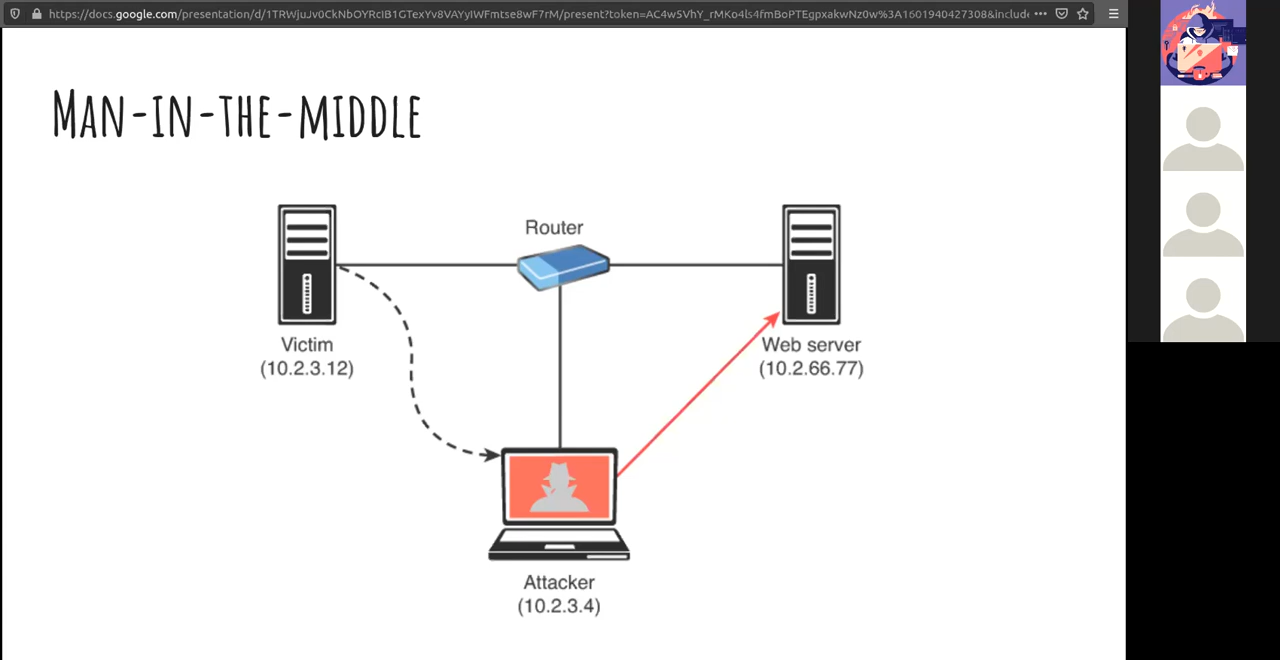 https://docs.google.com/presentation/d/1TRWjuJv0CkNbOYRcIB1GTexYv8VAYyIWFmtse8wF7rM/present?token=AC4w5VhY_rMKo4ls4fmBoPTEgpxakwNz0w%3A1601940427308&include
Man-in-the-middle
Router
Victim
(10.2.3.12)
Web server
(10.2.66.77)
Attacker
(10.2.3.4)